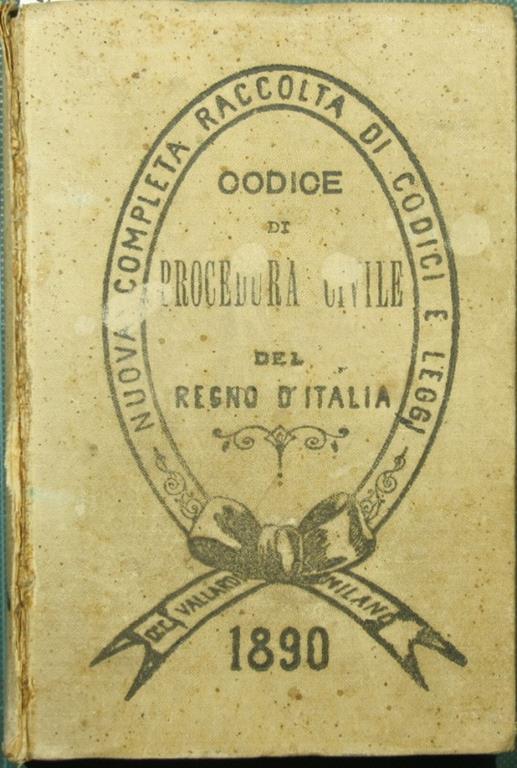 NUOVA COMPLETA RACCOLTA DI CODICI E LEGGI
CODICE
DI
PROCEDURA CIVILE
DEL
REGNO D'ITALIA
VALLARDI MILANO
1890